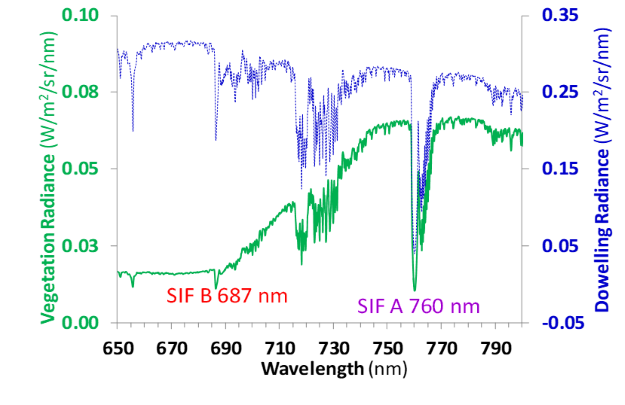 0.10
0.35
0.08
0.25
0.05
0.15
0.03
0.05
0.00
-0.05
Vegetation Radiance (W/m²/sr/nm)
Dowelling Radiance (W/m²/sr/nm)
SIF B 687 nm
SIF A 760 nm
650 670 690 710 730 750 770 790
Wavelength (nm)